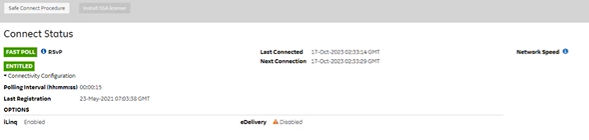 Safe Connect Procedure Install SSA license
Connect Status
FAST POLL RSvP Last Connected 17-Oct-2023 02:33:14 GMT Network Speed
ENTITLED Next Connection 17-Oct-2023 02:33:29 GMT
Connectivity Configuration
Polling Interval (hh:mm:ss) 00:00:15
Last Registration 23-May-2021 07:03:38 GMT
OPTIONS
iLinq Enabled eDelivery Disabled